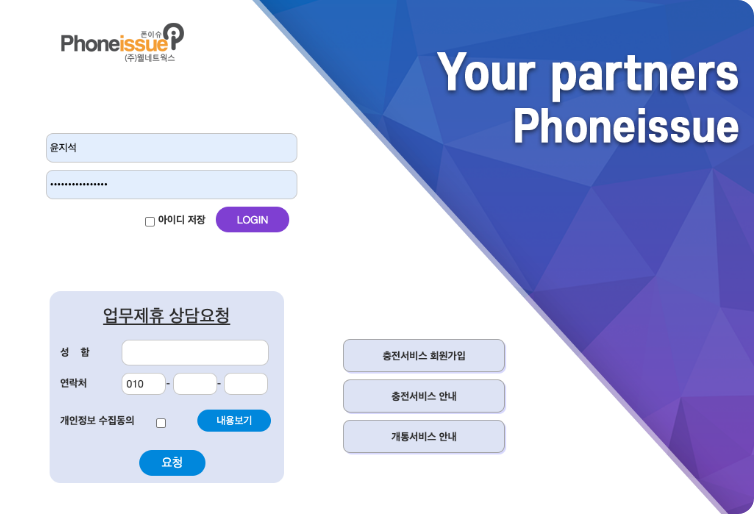 폰이슈
Phoneissue
(주)웰네트웍스
Your partners
Phoneissue
윤지석
••••••••••••••••
아이디 저장
LOGIN
업무제휴 상담요청
성 함
연락처
010 - -
개인정보 수집동의
내용보기
요청
충전서비스 회원가입
충전서비스 안내
개통서비스 안내